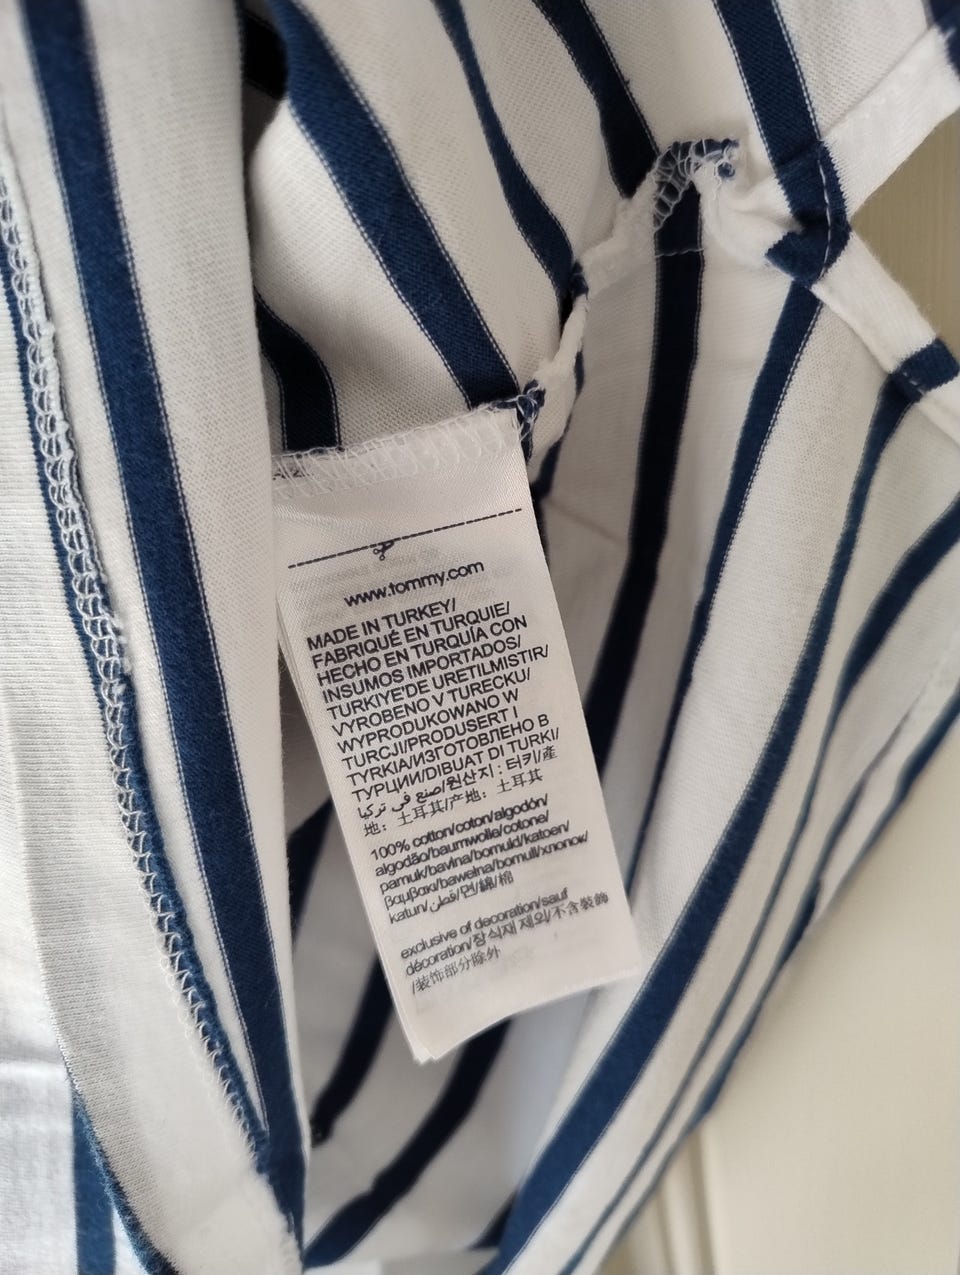 www.tommy.com
MADE IN TURKEY/
FABRIQUÉ EN TURQUIE/
HECHO EN TURQUÍA CON
INSUMOS IMPORTADOS/
TURKIYE'DE URETILMISTIR/
VYROBENO V TURECKU/
WYPRODUKOWANO W
TURCJI/PRODUSERT I
TYRKIA/ИЗГОТОВЛЕНО В
ТУРЦИИ/DIBUAT DI TURKI/
صنع في تركيا/원산지 : 터키/產
地：土耳其/产地：土耳其
100% cotton/coton/algodón/
algodão/baumwolle/cotone/
pamuk/bavlna/bomuld/katoen/
βαμβακι/bawełna/bomull/хлопок/
katun/قطن/면/綿/棉
exclusive of decoration/sauf
décoration/장식재 제외/不含裝飾
/装饰部分除外